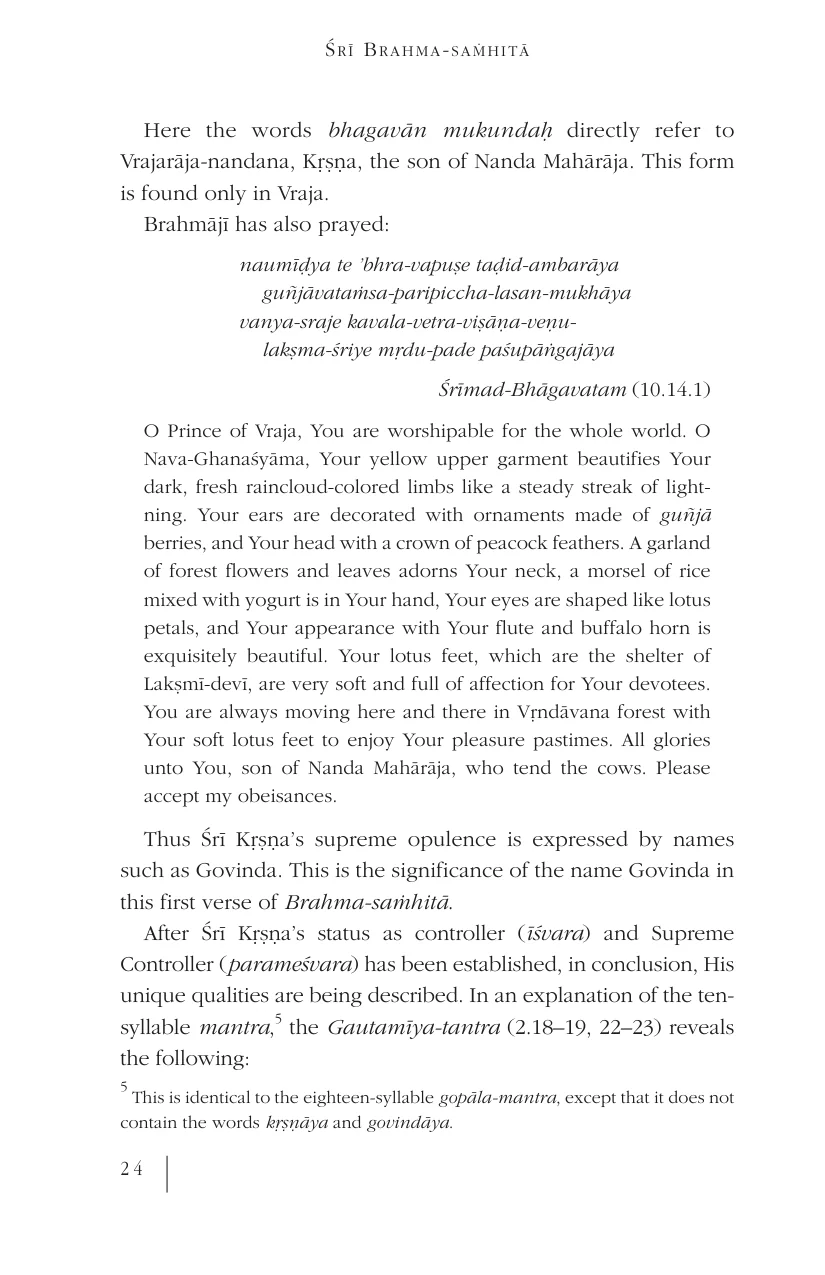 Śrī Brahma-saṁhitā
Here the words bhagavān mukundaḥ directly refer to
Vrajarāja-nandana, Kṛṣṇa, the son of Nanda Mahārāja. This form
is found only in Vraja.
Brahmājī has also prayed:
naumīḍya te ’bhra-vapuṣe taḍid-ambarāya
guñjāvataṁsa-paripiccha-lasan-mukhāya
vanya-sraje kavala-vetra-viṣāṇa-veṇu-
lakṣma-śriye mṛdu-pade paśupāṅgajāya
Śrīmad-Bhāgavatam (10.14.1)
O Prince of Vraja, You are worshipable for the whole world. O
Nava-Ghanaśyāma, Your yellow upper garment beautifies Your
dark, fresh raincloud-colored limbs like a steady streak of light-
ning. Your ears are decorated with ornaments made of guñjā
berries, and Your head with a crown of peacock feathers. A garland
of forest flowers and leaves adorns Your neck, a morsel of rice
mixed with yogurt is in Your hand, Your eyes are shaped like lotus
petals, and Your appearance with Your flute and buffalo horn is
exquisitely beautiful. Your lotus feet, which are the shelter of
Lakṣmī-devī, are very soft and full of affection for Your devotees.
You are always moving here and there in Vṛndāvana forest with
Your soft lotus feet to enjoy Your pleasure pastimes. All glories
unto You, son of Nanda Mahārāja, who tend the cows. Please
accept my obeisances.
Thus Śrī Kṛṣṇa’s supreme opulence is expressed by names
such as Govinda. This is the significance of the name Govinda in
this first verse of Brahma-saṁhitā.
After Śrī Kṛṣṇa’s status as controller (īśvara) and Supreme
Controller (parameśvara) has been established, in conclusion, His
unique qualities are being described. In an explanation of the ten-
syllable mantra,5 the Gautamīya-tantra (2.18–19, 22–23) reveals
the following:
5 This is identical to the eighteen-syllable gopāla-mantra, except that it does not
contain the words kṛṣṇāya and govindāya.
24